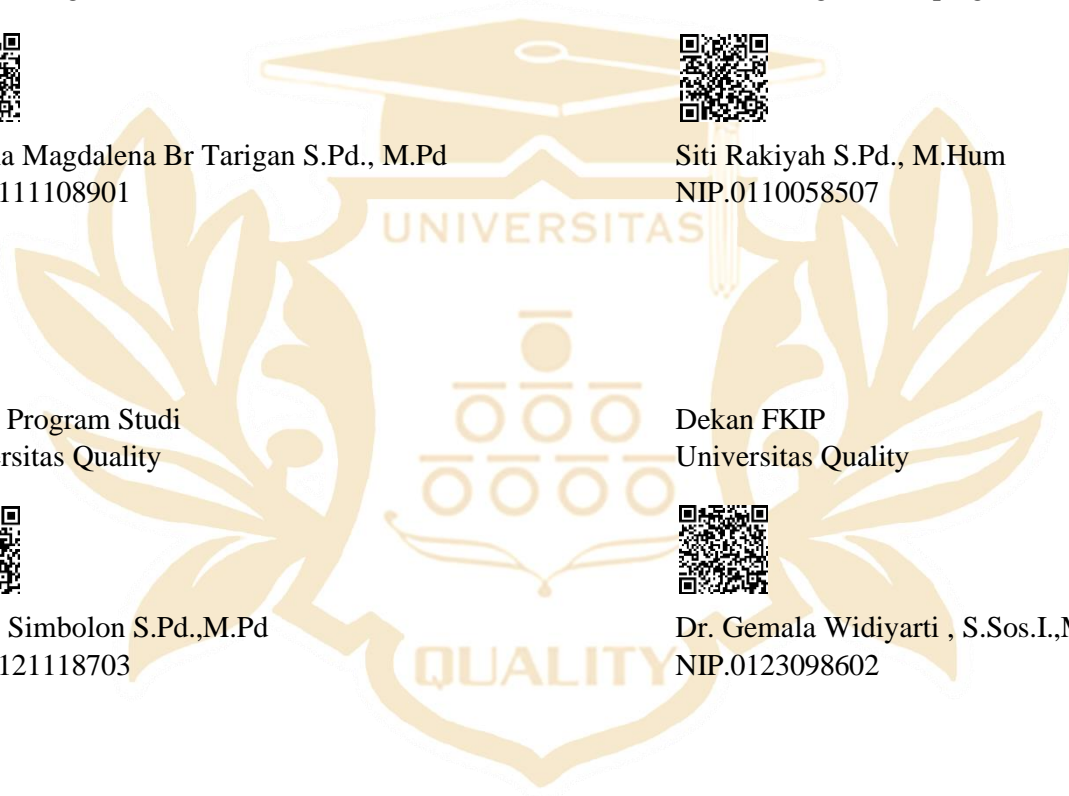 a Magdalena Br Tarigan S.Pd., M.Pd
111108901
Siti Rakiyah S.Pd., M.Hum
NIP.0110058507
UNIVERSITAS
Program Studi
rsitas Quality
Dekan FKIP
Universitas Quality
Simbolon S.Pd.,M.Pd
121118703
Dr. Gemala Widiyarti , S.Sos.I.,M
NIP.0123098602
QUALITY